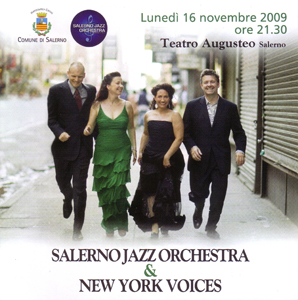 COMUNE DI SALERNO
SALERNO JAZZ
ORCHESTRA
Lunedì 16 novembre 2009
ore 21.30
Teatro Augusteo Salerno
SALERNO JAZZ ORCHESTRA
&
NEW YORK VOICES